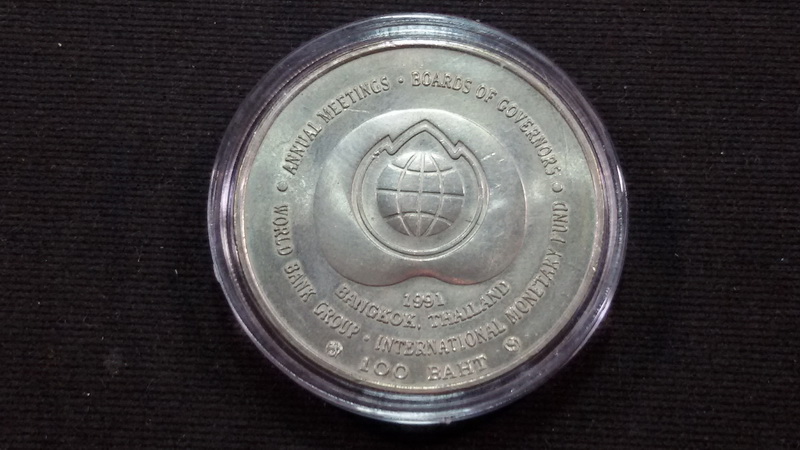 ANNUAL MEETINGS • BOARDS OF GOVERNORS •
WORLD BANK GROUP • INTERNATIONAL MONETARY FUND
1991
BANGKOK, THAILAND
100 BAHT